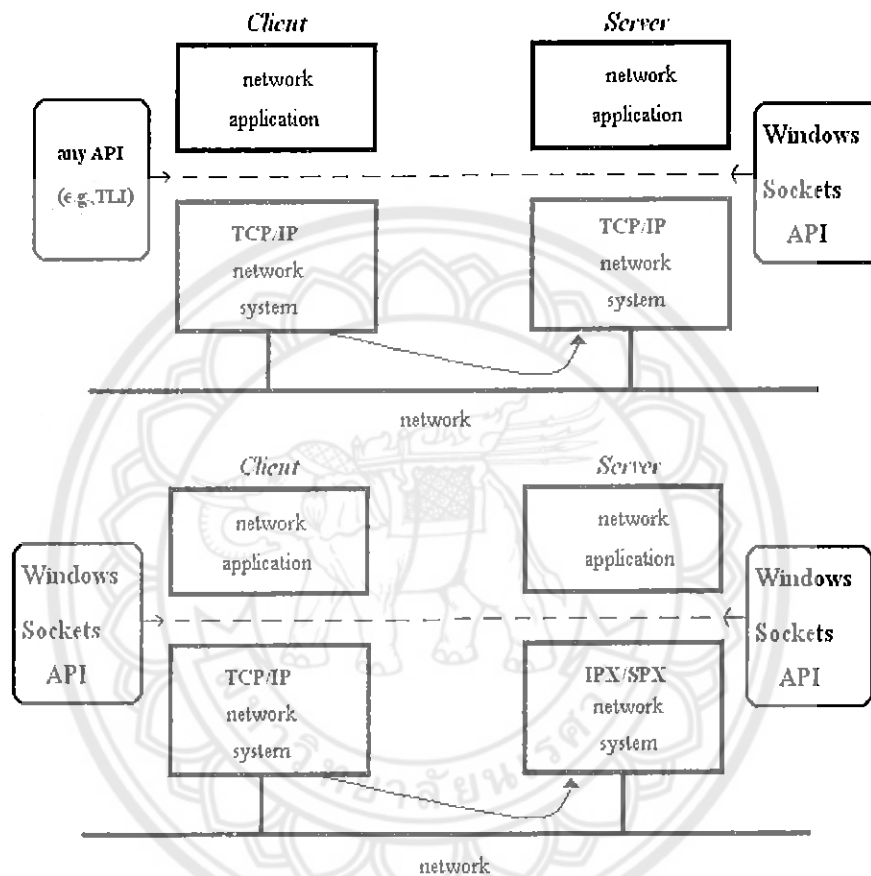 Client
Server
network
application
network
application
any API
(e.g.,TLI)
Windows
Sockets
API
TCP/IP
network
system
TCP/IP
network
system
network
Client
Server
network
application
network
application
Windows
Sockets
API
Windows
Sockets
API
TCP/IP
network
system
IPX/SPX
network
system
network